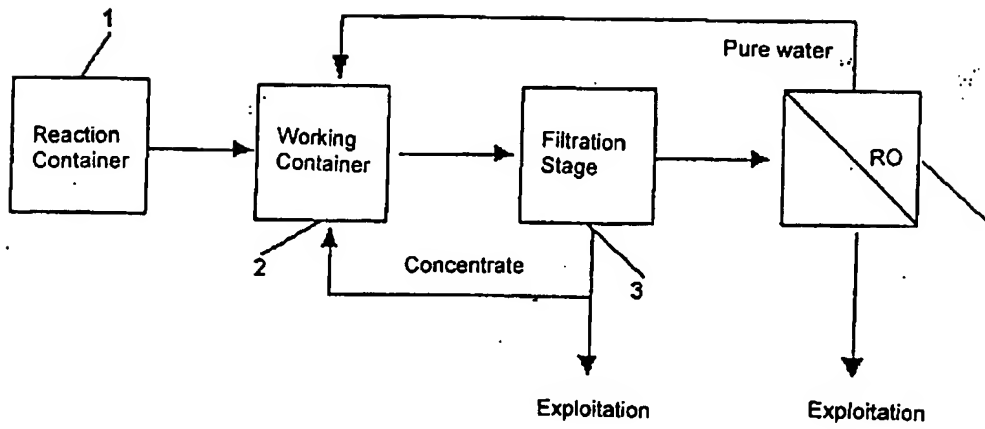 1
Pure water
Reaction
Container
Working
Container
Filtration
Stage
RO
2
Concentrate
3
Exploitation
Exploitation